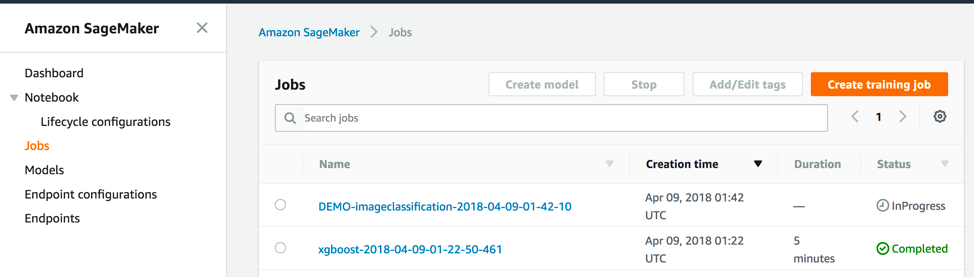 Amazon SageMaker
Dashboard
Notebook
Lifecycle configurations
Jobs
Models
Endpoint configurations
Endpoints
Amazon SageMaker > Jobs
Jobs Create model Stop Add/Edit tags Create training job
Search jobs 1
Name Creation time Duration Status
DEMO-imageclassification-2018-04-09-01-42-10 Apr 09, 2018 01:42 — InProgress
UTC
xgboost-2018-04-09-01-22-50-461 Apr 09, 2018 01:22 5 Completed
UTC minutes